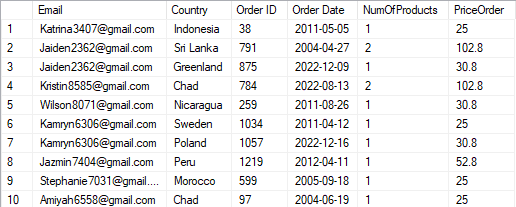 Email Country Order ID Order Date NumOfProducts PriceOrder
1 Katrina3407@gmail.com Indonesia 38 2011-05-05 1 25
2 Jaiden2362@gmail.com Sri Lanka 791 2004-04-27 2 102.8
3 Jaiden2362@gmail.com Greenland 875 2022-12-09 1 30.8
4 Kristin8585@gmail.com Chad 784 2022-08-13 2 102.8
5 Wilson8071@gmail.com Nicaragua 259 2011-08-26 1 30.8
6 Kamryn6306@gmail.com Sweden 1034 2011-04-12 1 25
7 Kamryn6306@gmail.com Poland 1057 2022-12-16 1 30.8
8 Jazmin7404@gmail.com Peru 1219 2012-04-11 1 52.8
9 Stephanie7031@gmail.... Morocco 599 2005-09-18 1 25
10 Amiyah6558@gmail.com Chad 97 2004-06-19 1 25